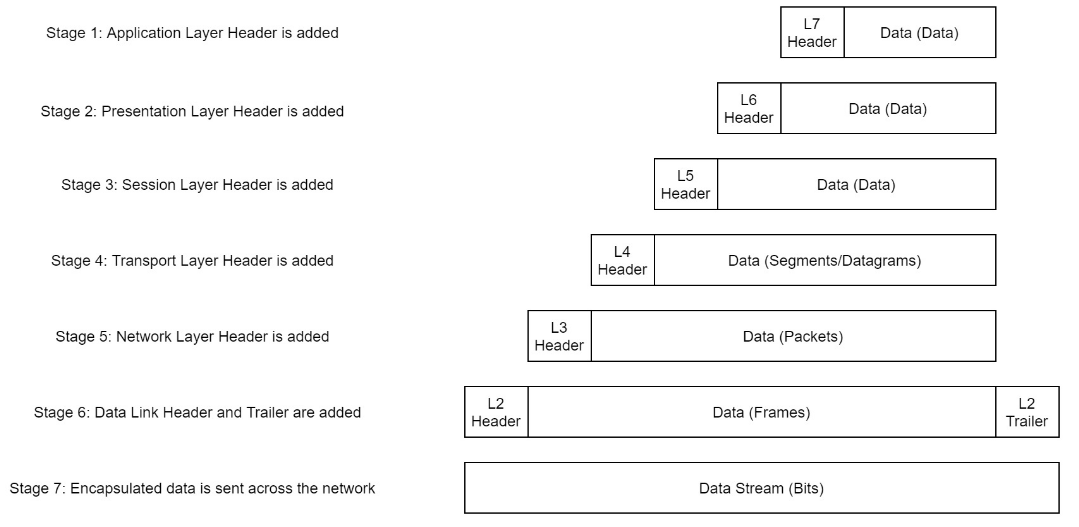 Stage 1: Application Layer Header is added
L7
Header
Data (Data)
Stage 2: Presentation Layer Header is added
L6
Header
Data (Data)
Stage 3: Session Layer Header is added
L5
Header
Data (Data)
Stage 4: Transport Layer Header is added
L4
Header
Data (Segments/Datagrams)
Stage 5: Network Layer Header is added
L3
Header
Data (Packets)
Stage 6: Data Link Header and Trailer are added
L2
Header
Data (Frames)
L2
Trailer
Stage 7: Encapsulated data is sent across the network
Data Stream (Bits)